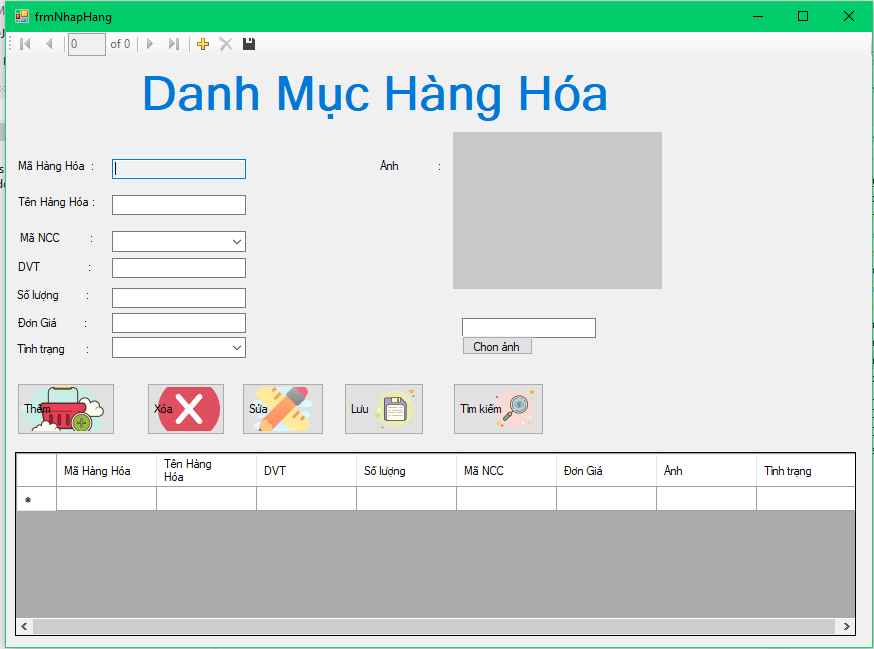 frmNhapHang
0 of 0
Danh Mục Hàng Hóa
Mã Hàng Hóa :
Ảnh :
Tên Hàng Hóa :
Mã NCC :
DVT :
Số lượng :
Đơn Giá :
Tình trạng :
Chọn ảnh
Thêm
Xóa
Sửa
Lưu
Tìm kiếm
Mã Hàng Hóa Tên Hàng Hóa DVT Số lượng Mã NCC Đơn Giá Ảnh Tình trạng